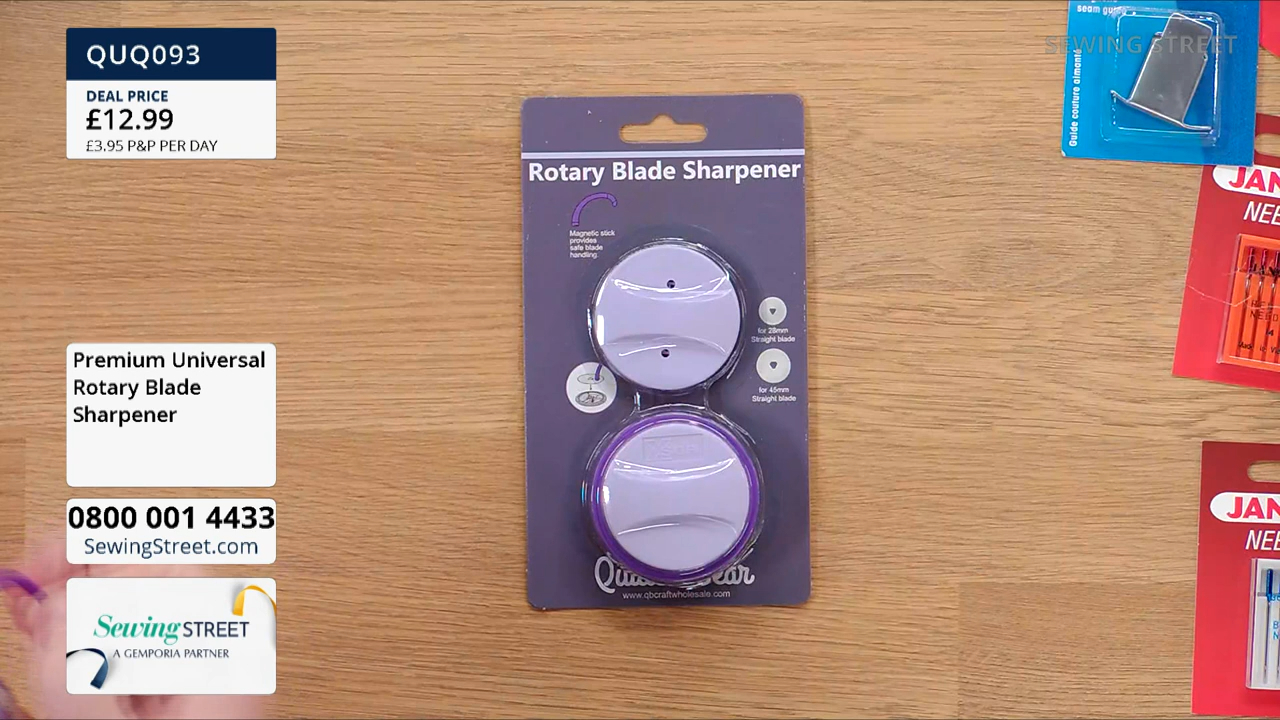 QUQ093
DEAL PRICE
£12.99
£3.95 P&P PER DAY
Premium Universal
Rotary Blade
Sharpener
0800 001 4433
SewingStreet.com
Sewing STREET
A GEMPORIA PARTNER
Rotary Blade Sharpener
Magnetic stick
provides
safe blade
handling.
for 28mm
Straight blade
for 45mm
Straight blade
www.qbcraftwholesale.com
SEWING STREET
seam guide
Guide couture aimanté
JAN
NEE
JAN
NEE